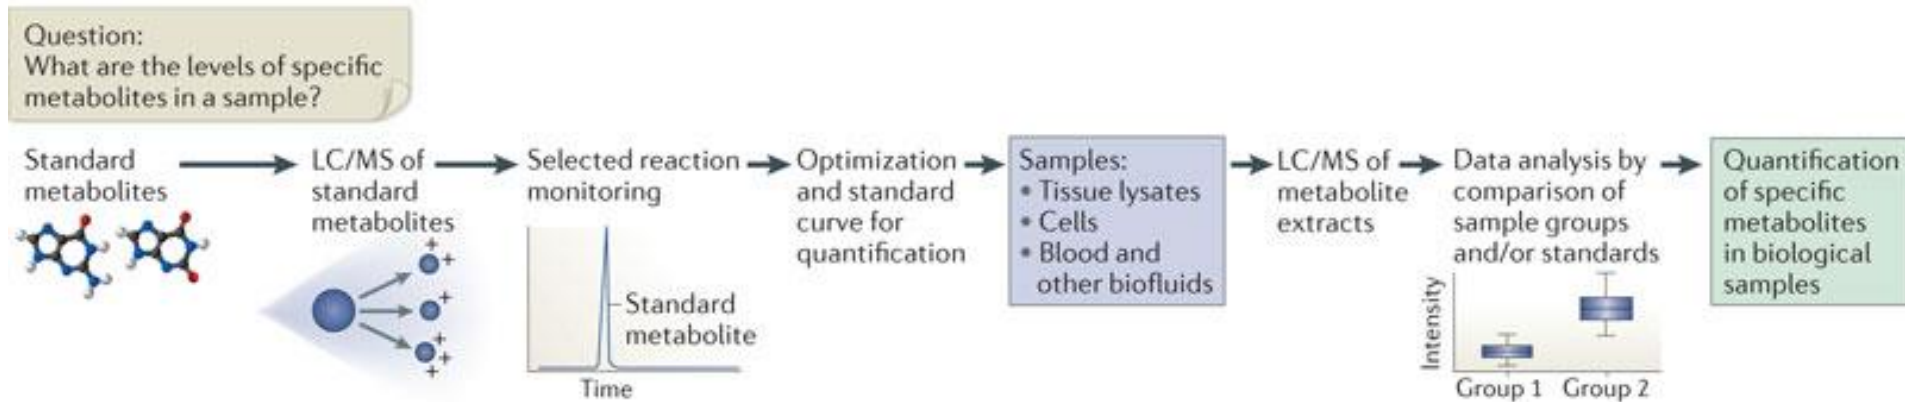 Question:
What are the levels of specific
metabolites in a sample?
Standard
metabolites
LC/MS of
standard
metabolites
+
+
+
+
+
+
Selected reaction
monitoring
Standard
metabolite
Time
Optimization
and standard
curve for
quantification
Samples:
• Tissue lysates
• Cells
• Blood and
other biofluids
LC/MS of
metabolite
extracts
Data analysis by
comparison of
sample groups
and/or standards
Intensity
Group 1 Group 2
Quantification
of specific
metabolites
in biological
samples